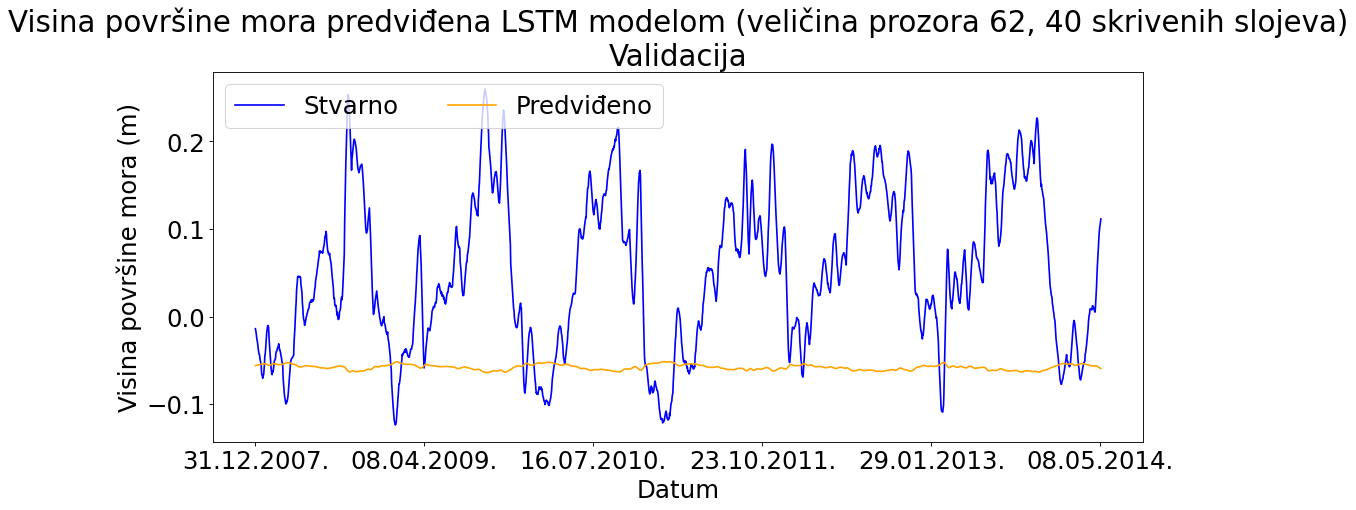 Visina površine mora predviđena LSTM modelom (veličina prozora 62, 40 skrivenih slojeva)
Validacija
Stvarno Predviđeno
Visina površine mora (m)
0.2
0.1
0.0
−0.1
31.12.2007. 08.04.2009. 16.07.2010. 23.10.2011. 29.01.2013. 08.05.2014.
Datum